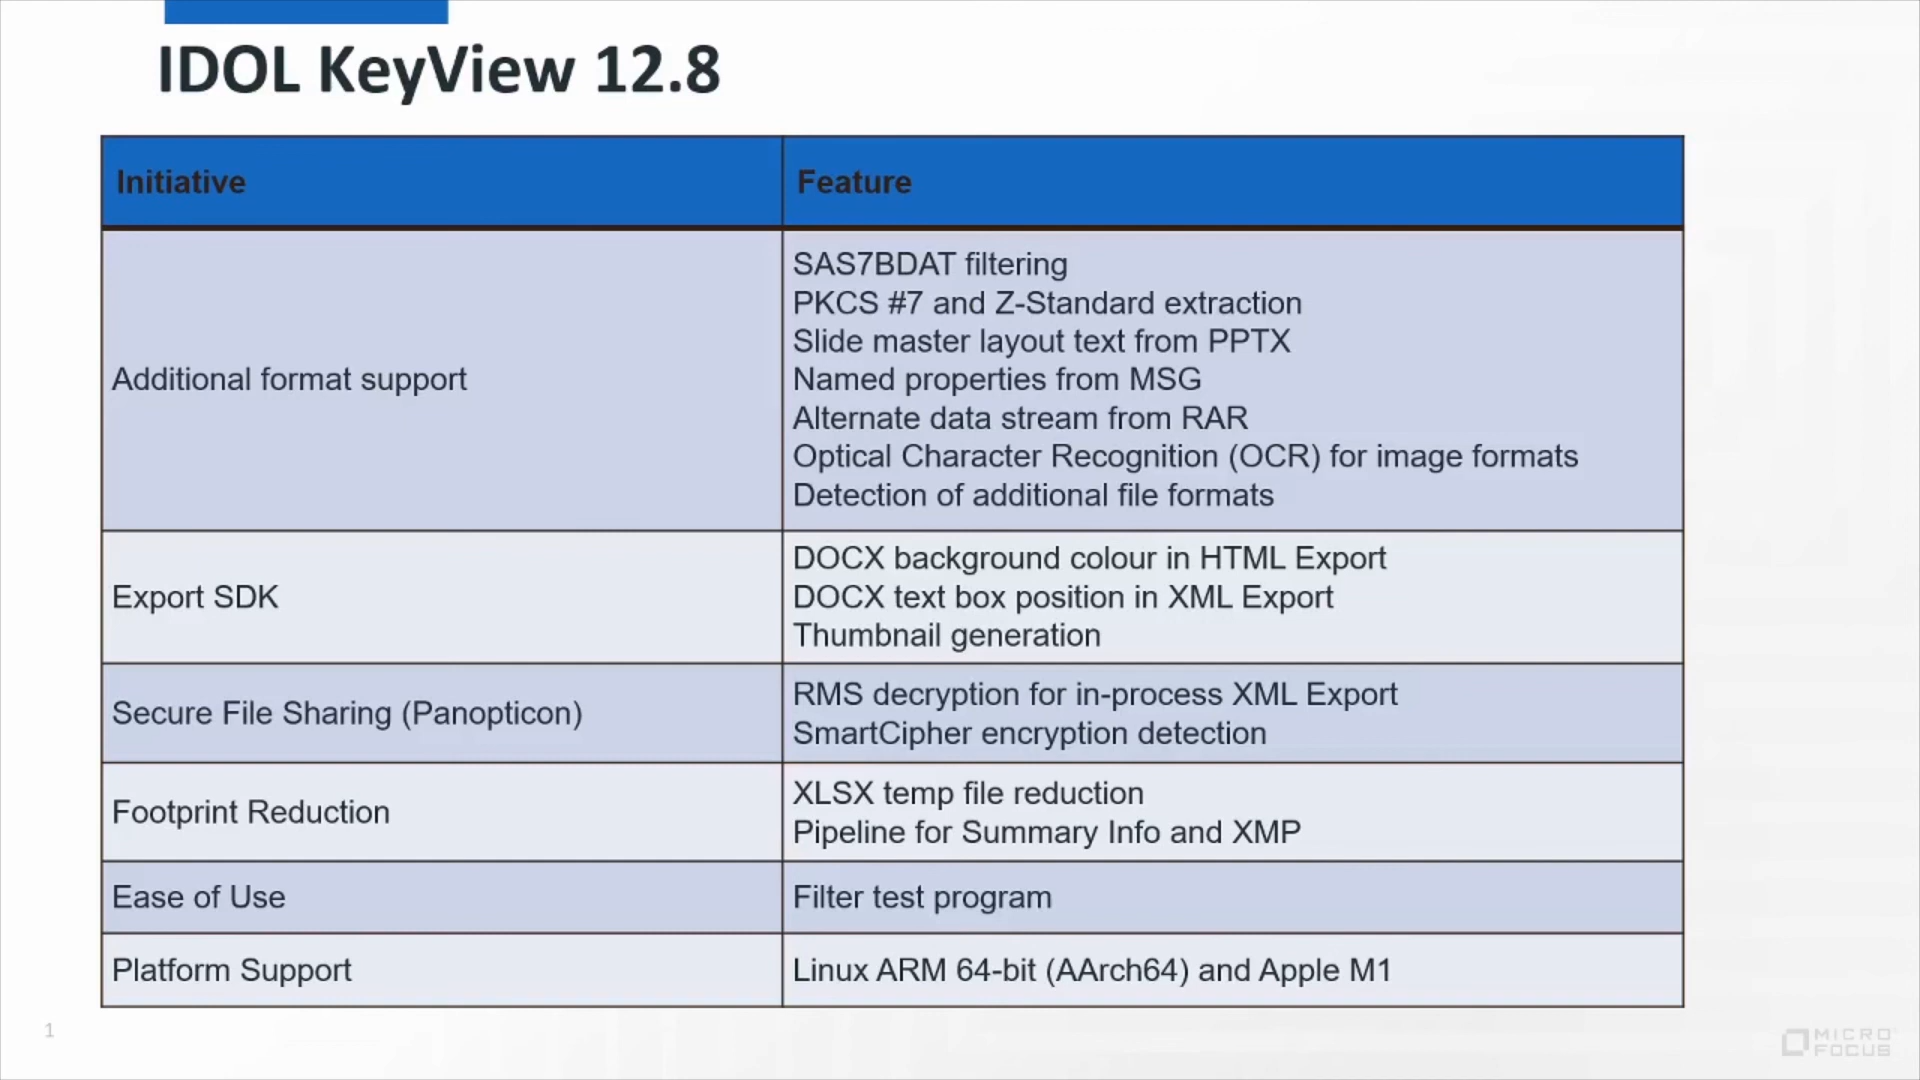 IDOL KeyView 12.8
Initiative
Feature
Additional format support
SAS7BDAT filtering
PKCS #7 and Z-Standard extraction
Slide master layout text from PPTX
Named properties from MSG
Alternate data stream from RAR
Optical Character Recognition (OCR) for image formats
Detection of additional file formats
Export SDK
DOCX background colour in HTML Export
DOCX text box position in XML Export
Thumbnail generation
Secure File Sharing (Panopticon)
RMS decryption for in-process XML Export
SmartCipher encryption detection
Footprint Reduction
XLSX temp file reduction
Pipeline for Summary Info and XMP
Ease of Use
Filter test program
Platform Support
Linux ARM 64-bit (AArch64) and Apple M1
1
MICRO
FOCUS